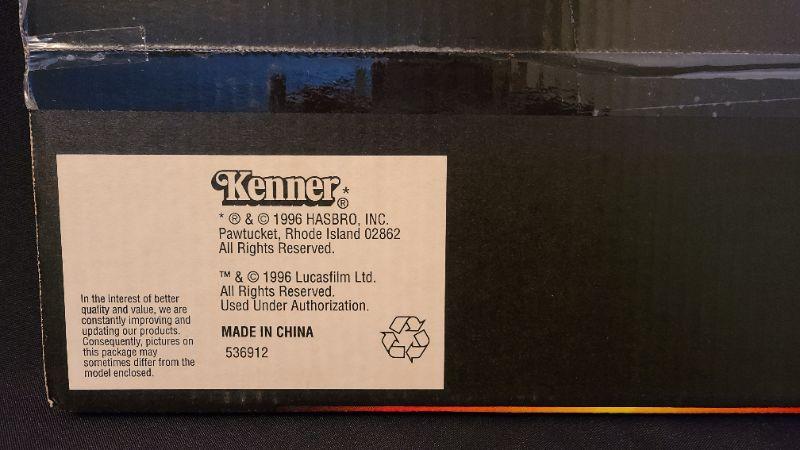 Kenner*®
* ® & © 1996 HASBRO, INC.
Pawtucket, Rhode Island 02862
All Rights Reserved.
™ & © 1996 Lucasfilm Ltd.
All Rights Reserved.
Used Under Authorization.
MADE IN CHINA
536912
In the interest of better
quality and value, we are
constantly improving and
updating our products.
Consequently, pictures on
this package may
sometimes differ from the
model enclosed.